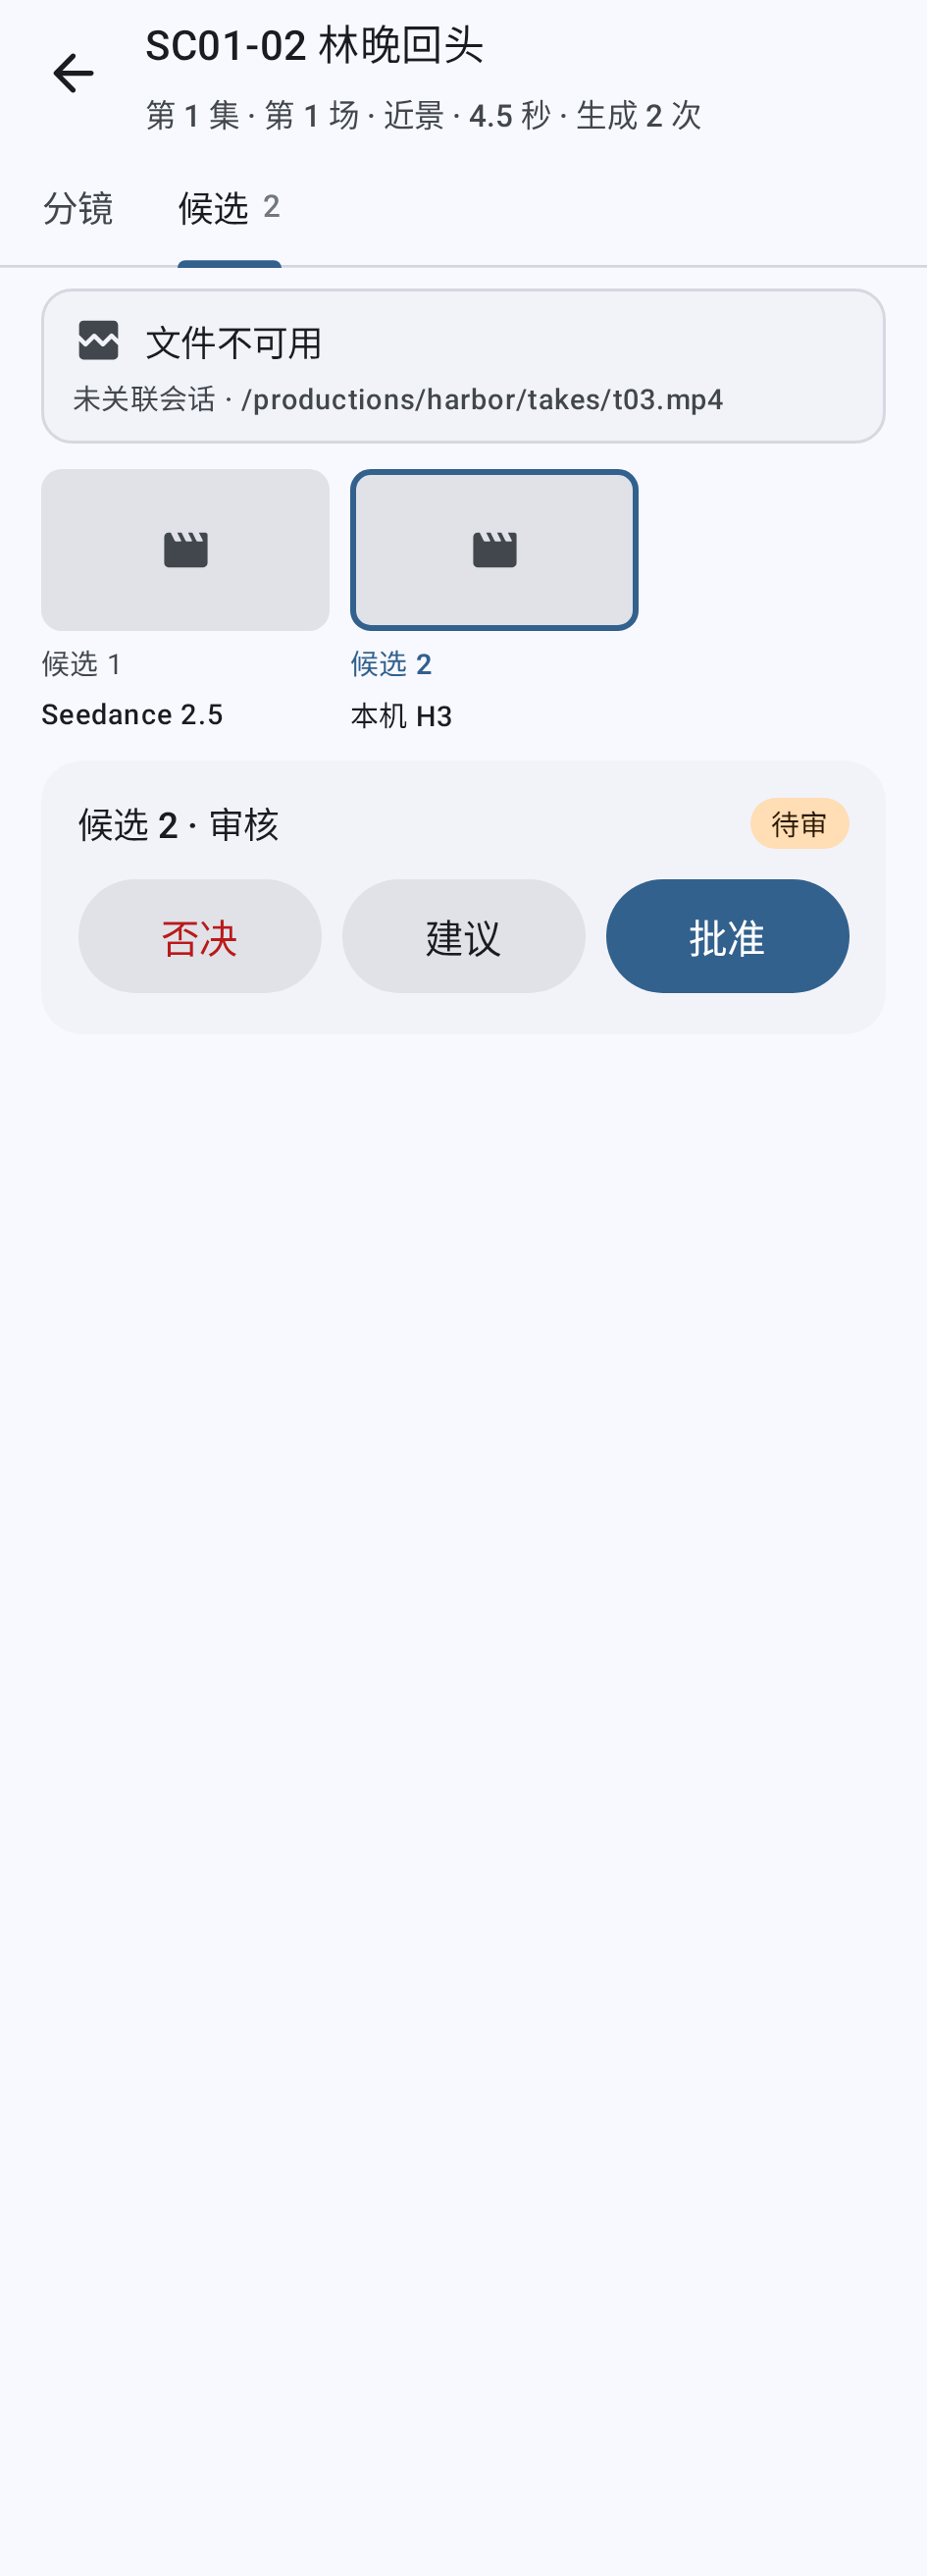 SC01-02 林晚回头
第 1 集 · 第 1 场 · 近景 · 4.5 秒 · 生成 2 次
分镜 候选 2
文件不可用
未关联会话 · /productions/harbor/takes/t03.mp4
候选 1 候选 2
Seedance 2.5 本机 H3
候选 2 · 审核 待审
否决 建议 批准